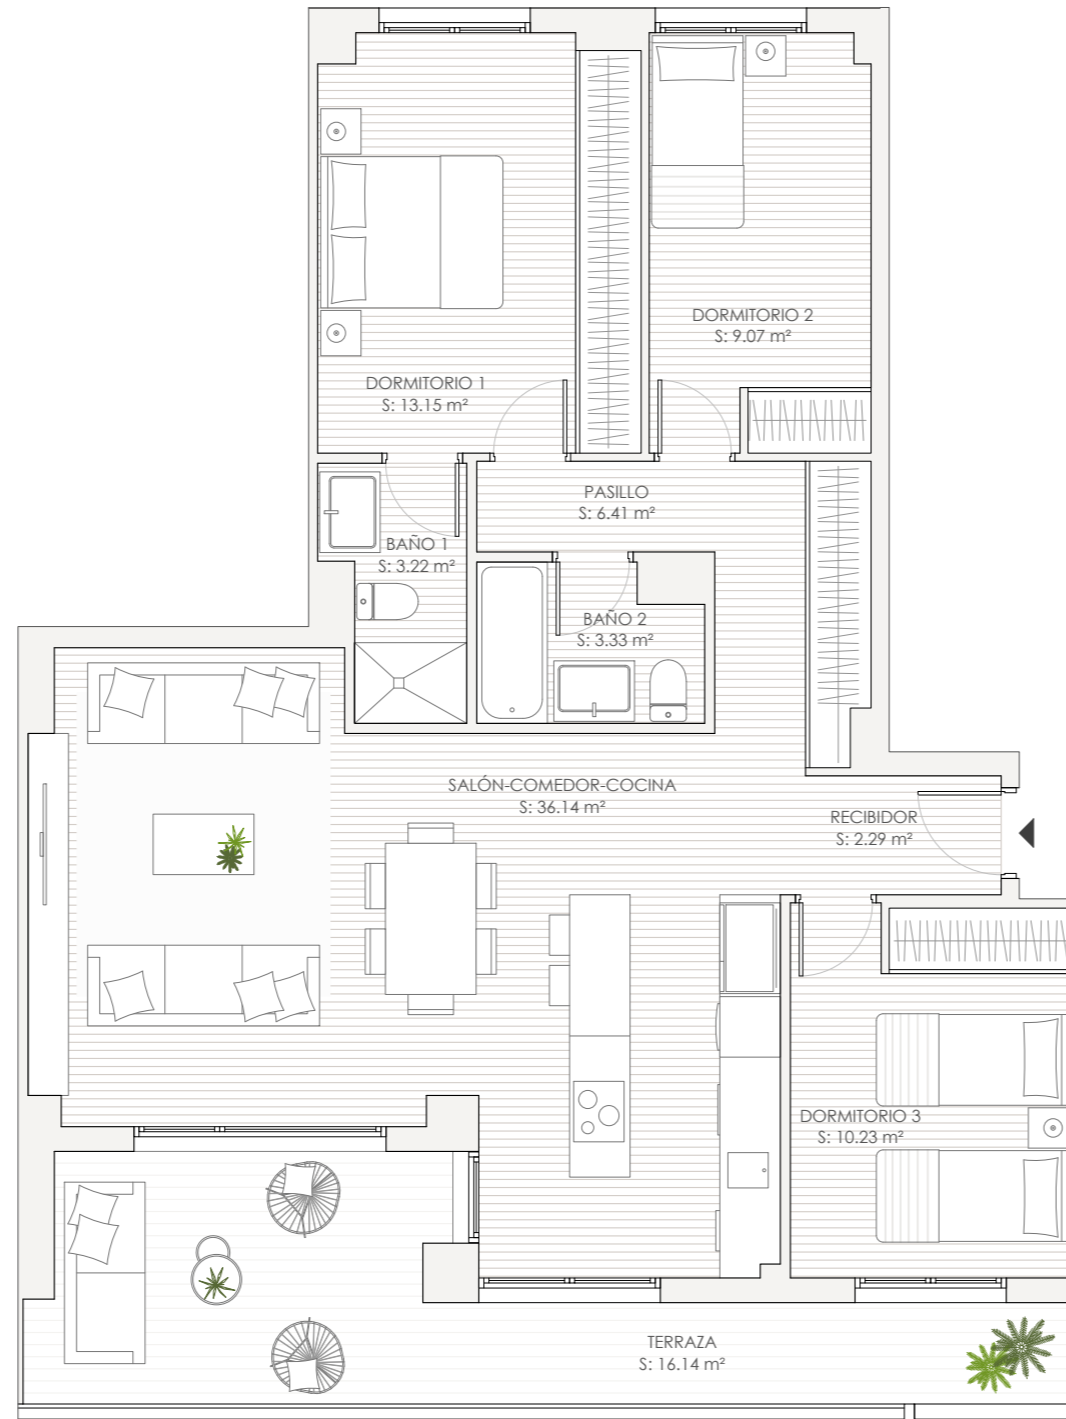 DORMITORIO 2
S: 9.07 m²
DORMITORIO 1
S: 13.15 m²
PASILLO
S: 6.41 m²
BAÑO 1
S: 3.22 m²
BAÑO 2
S: 3.33 m²
SALÓN-COMEDOR-COCINA
S: 36.14 m²
RECIBIDOR
S: 2.29 m²
DORMITORIO 3
S: 10.23 m²
TERRAZA
S: 16.14 m²